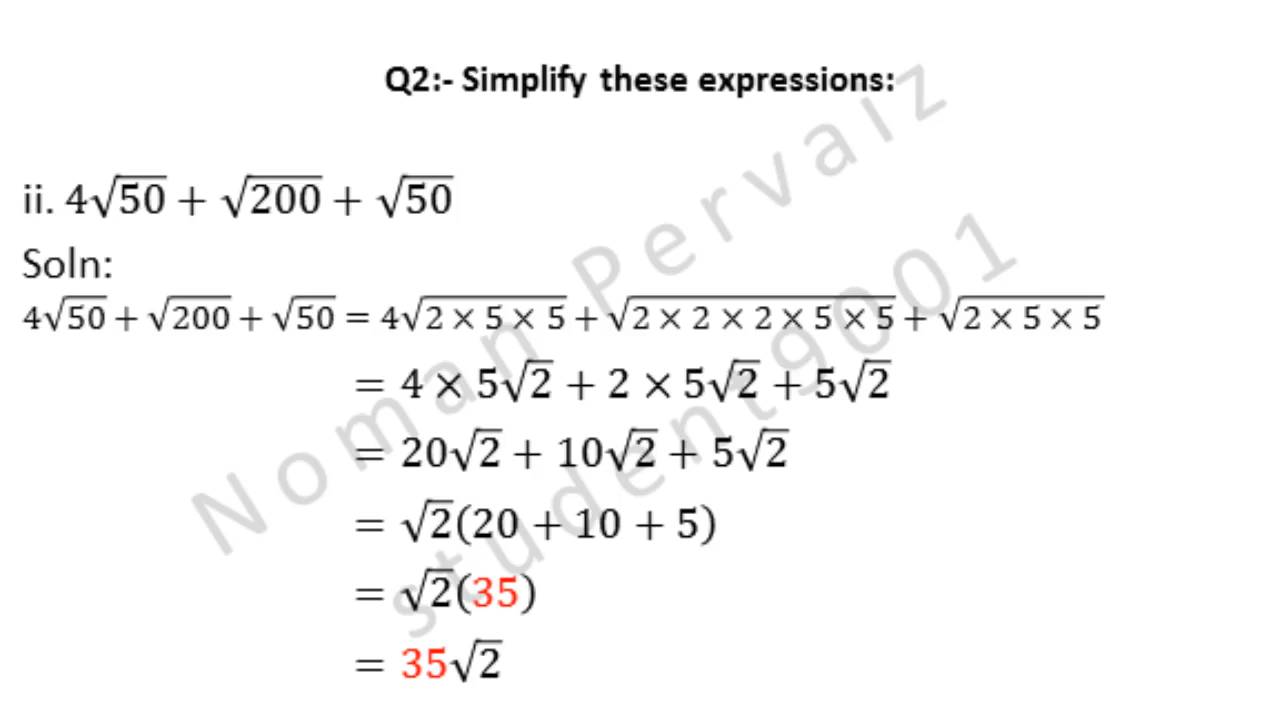 Q2:- Simplify these expressions:
ii. 4√50 + √200 + √50
Soln:
4√50 + √200 + √50 = 4√(2 × 5 × 5) + √(2 × 2 × 2 × 5 × 5) + √(2 × 5 × 5)
= 4 × 5√2 + 2 × 5√2 + 5√2
= 20√2 + 10√2 + 5√2
= √2(20 + 10 + 5)
= √2(35)
= 35√2
Noman Pervaiz
student9001